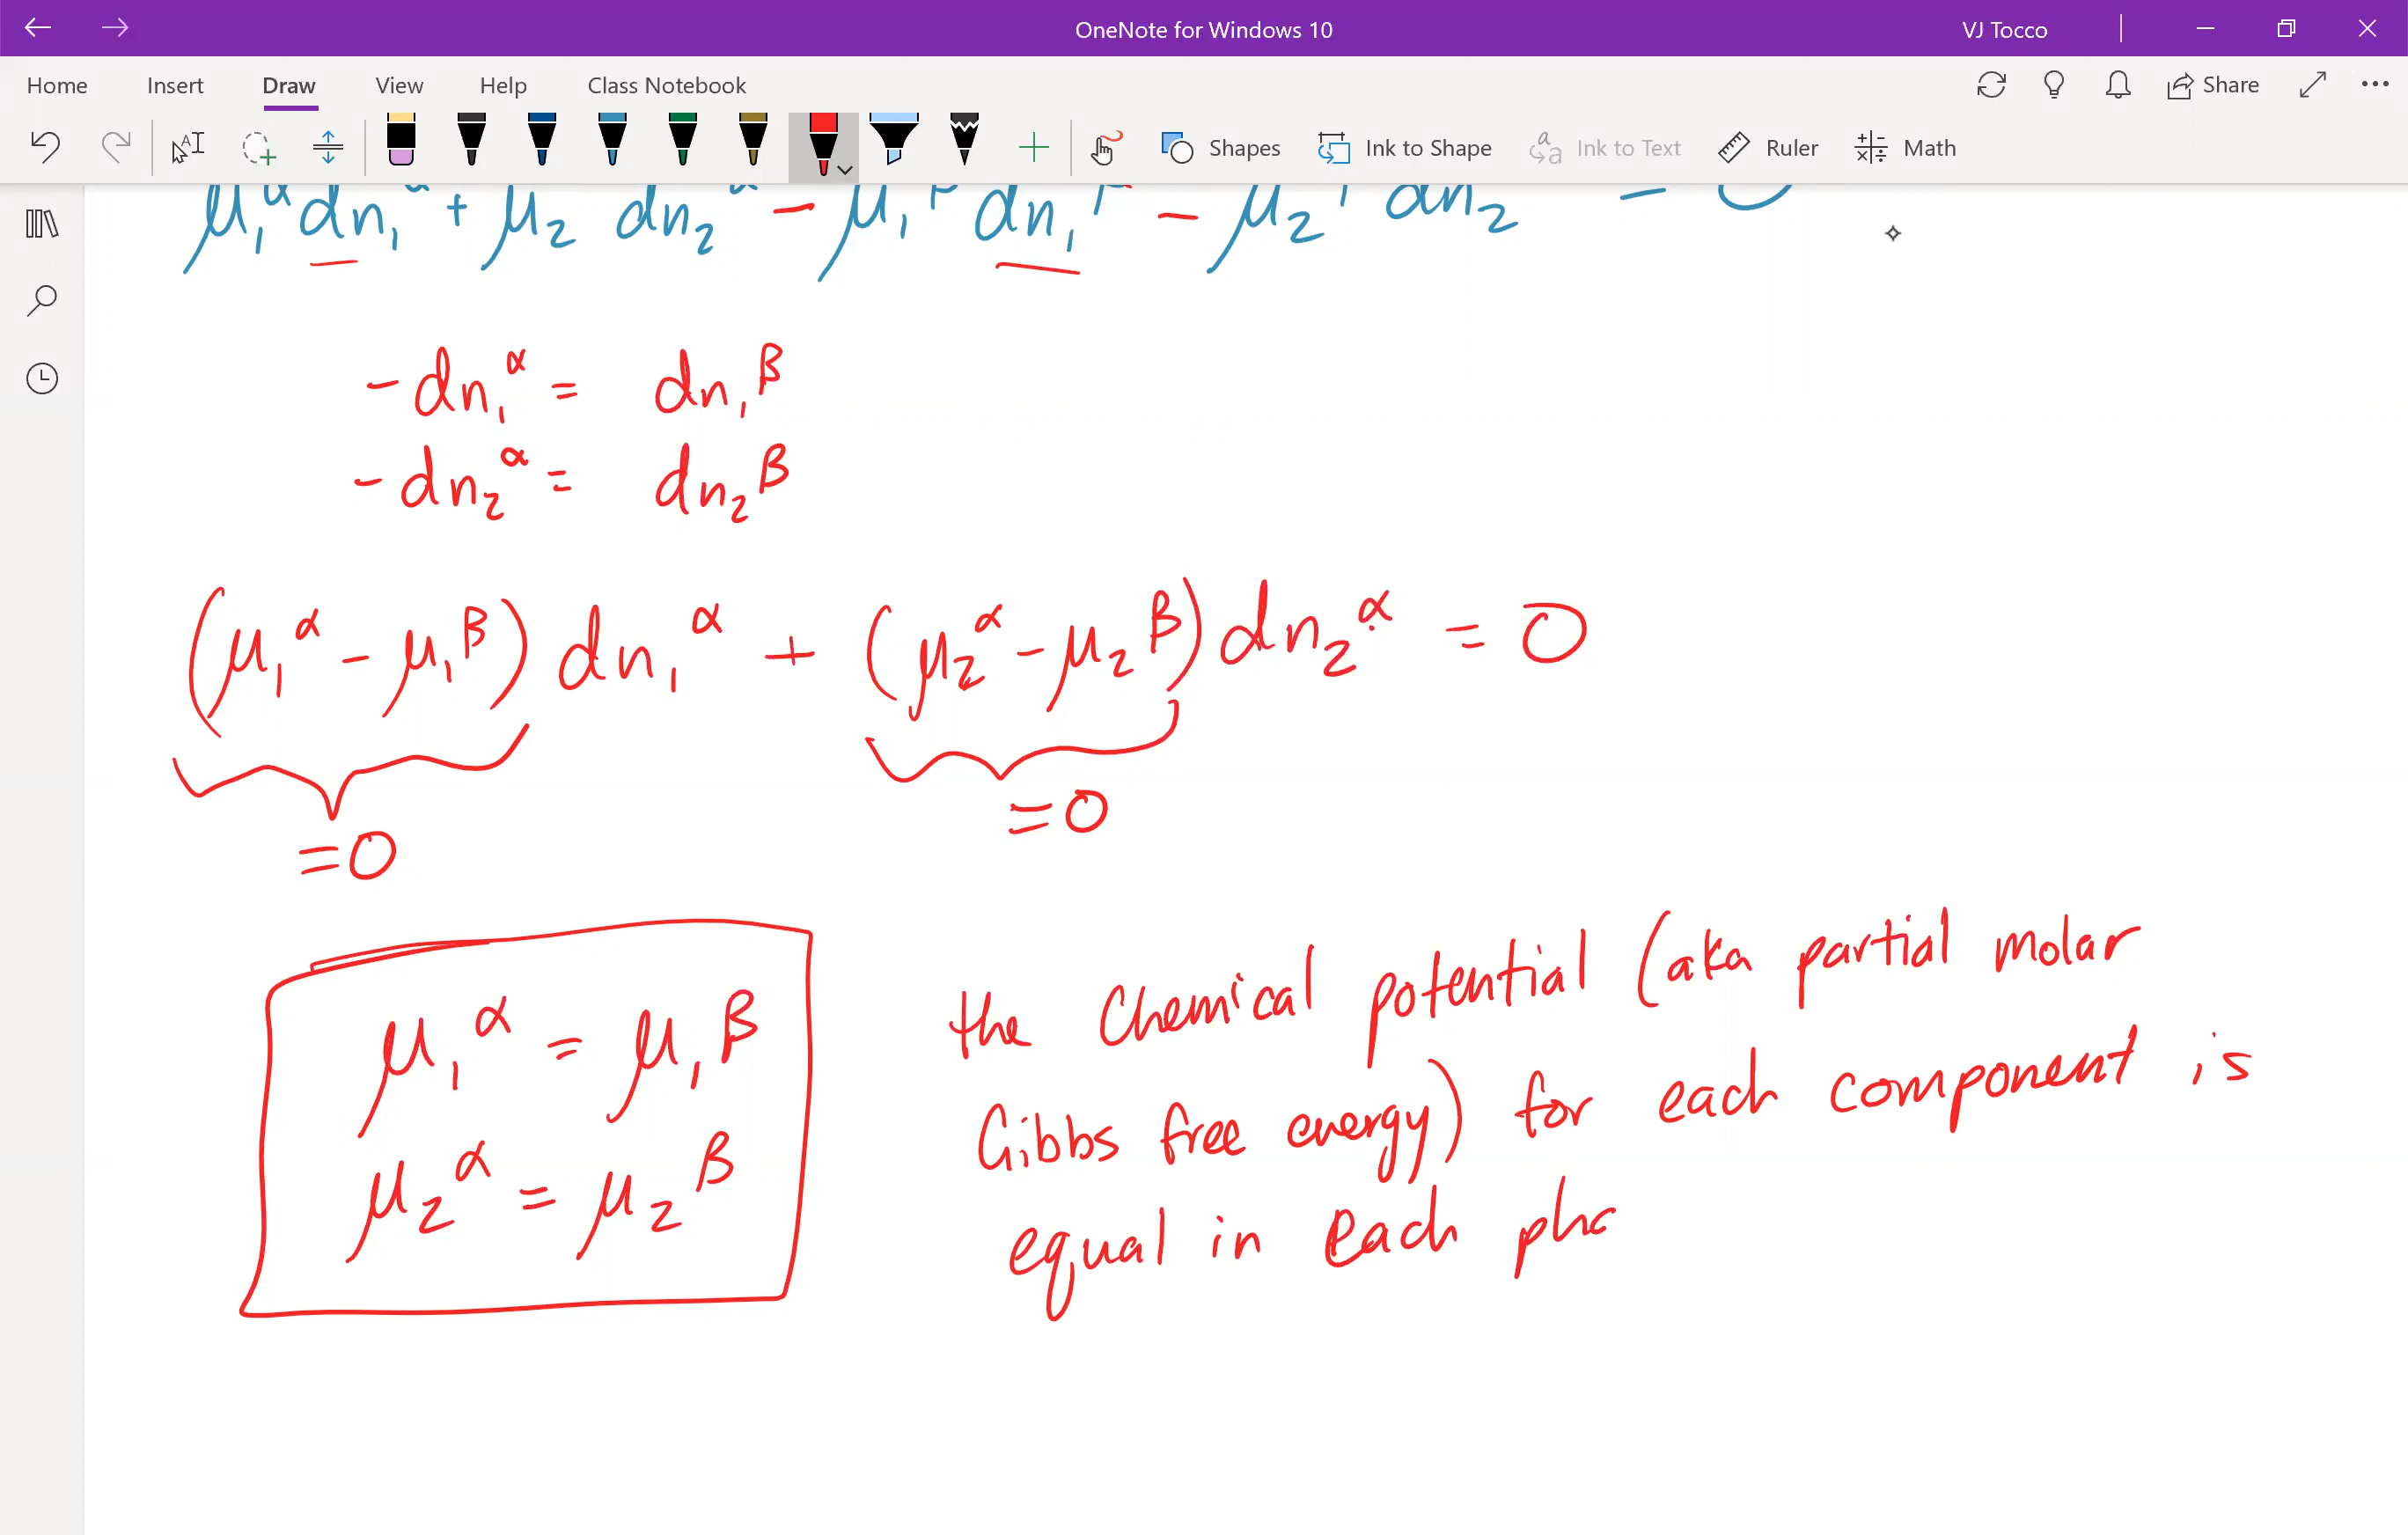 OneNote for Windows 10
VJ Tocco
Home Insert Draw View Help Class Notebook
Share
Shapes Ink to Shape Ink to Text Ruler Math
μ₁^α dn₁^α + μ₂ dn₂^α − μ₁^β dn₁^β − μ₂ dn₂ = 0
-dn₁^α = dn₁^β
-dn₂^α = dn₂^β
(μ₁^α - μ₁^β) dn₁^α + (μ₂^α - μ₂^β) dn₂^α = 0
=0
=0
μ₁^α = μ₁^β
μ₂^α = μ₂^β
the Chemical potential (aka partial molar
Gibbs free energy) for each component is
equal in each pha